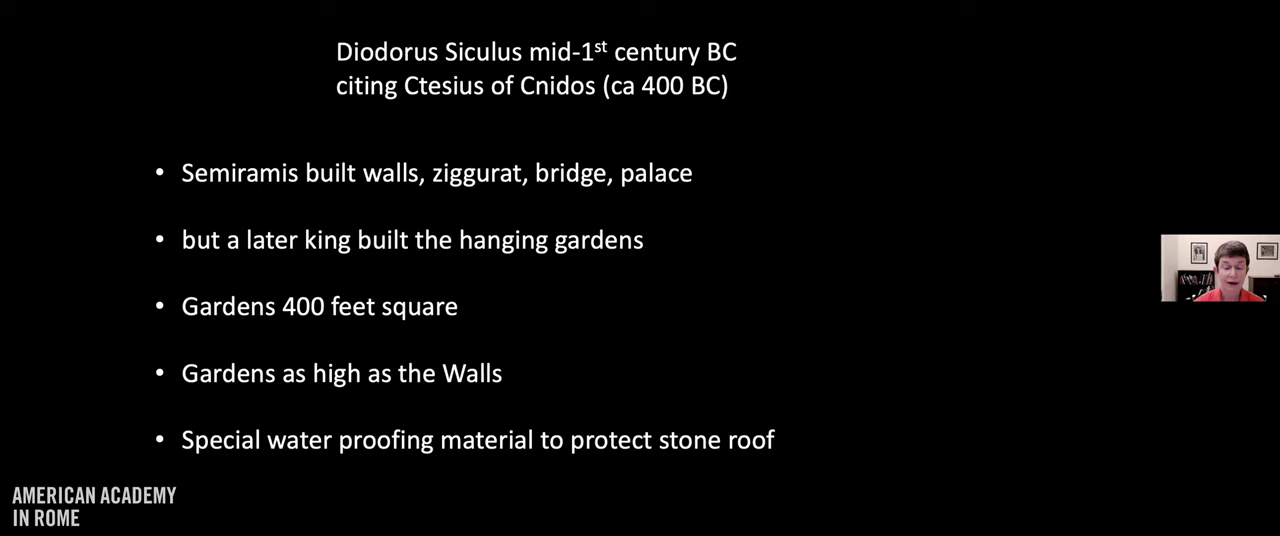 Diodorus Siculus mid-1st century BC
citing Ctesius of Cnidos (ca 400 BC)
• Semiramis built walls, ziggurat, bridge, palace
• but a later king built the hanging gardens
• Gardens 400 feet square
• Gardens as high as the Walls
• Special water proofing material to protect stone roof
AMERICAN ACADEMY
IN ROME